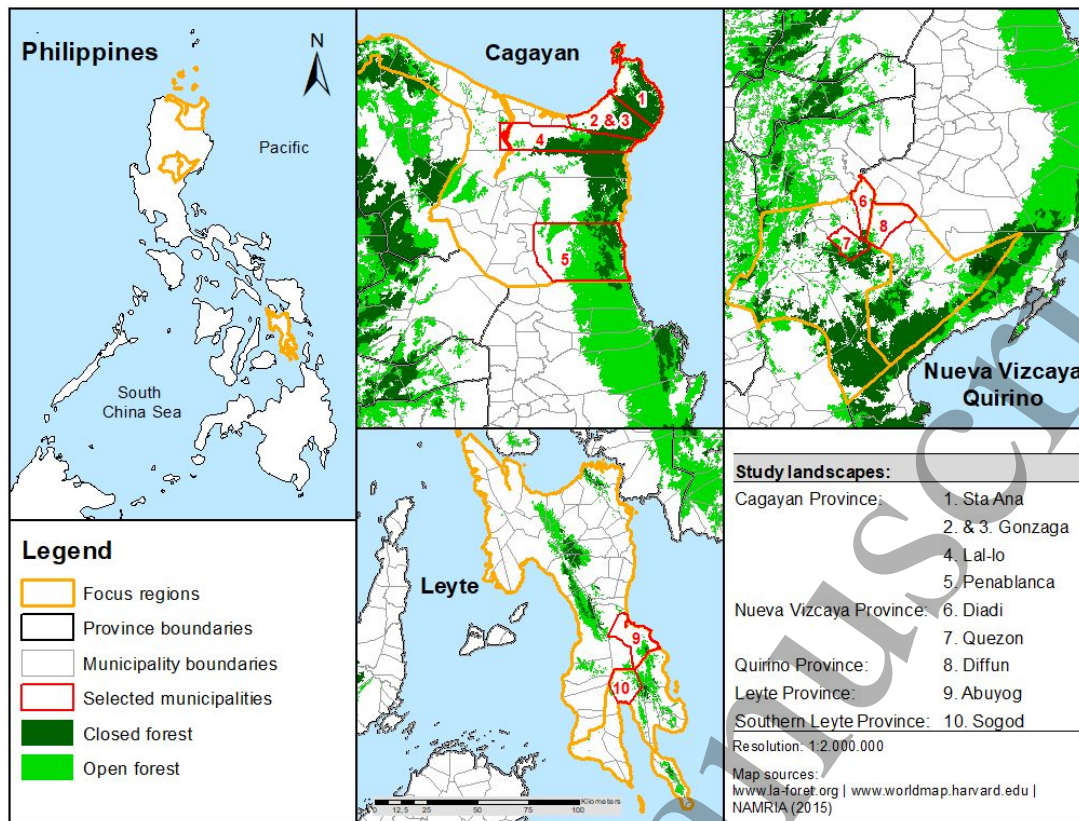 Philippines
N
Pacific
South
China Sea
Cagayan
1
2 & 3
4
5
6
7
8
Nueva Vizcaya
Quirino
Leyte
9
10
0 12,5 25 50 75 100
Kilometers
Legend
Focus regions
Province boundaries
Municipality boundaries
Selected municipalities
Closed forest
Open forest
Study landscapes:
Cagayan Province: 1. Sta Ana
2. & 3. Gonzaga
4. Lal-lo
5. Penablanca
Nueva Vizcaya Province: 6. Diadi
7. Quezon
Quirino Province: 8. Diffun
Leyte Province: 9. Abuyog
Southern Leyte Province: 10. Sogod
Resolution: 1:2.000.000
Map sources:
www.la-foret.org | www.worldmap.harvard.edu |
NAMRIA (2015)